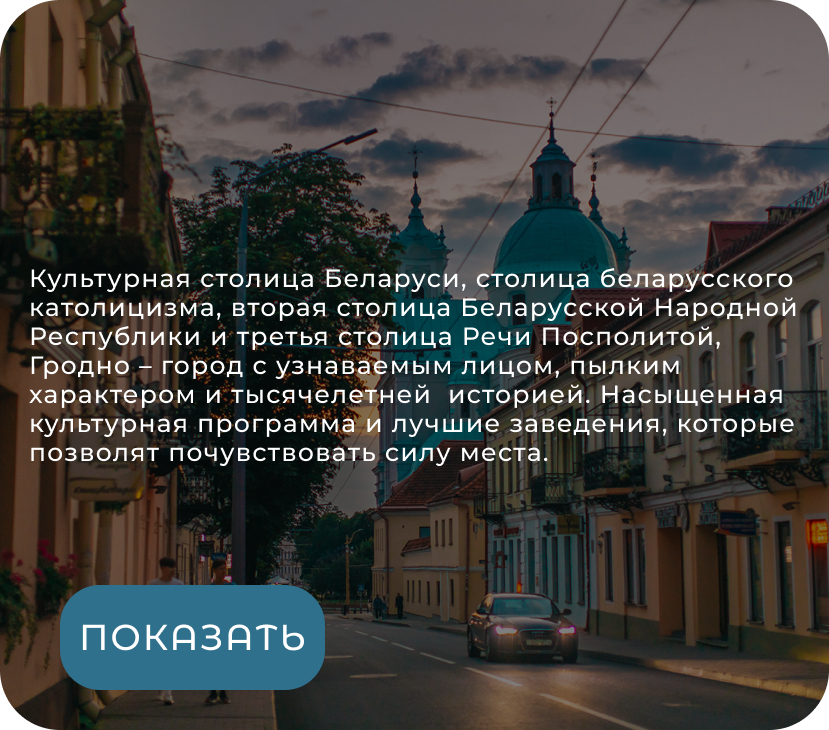 Культурная столица Беларуси, столица беларусского
католицизма, вторая столица Беларусской Народной
Республики и третья столица Речи Посполитой,
Гродно – город с узнаваемым лицом, пылким
характером и тысячелетней  историей. Насыщенная
культурная программа и лучшие заведения, которые
позволят почувствовать силу места.
ПОКАЗАТЬ